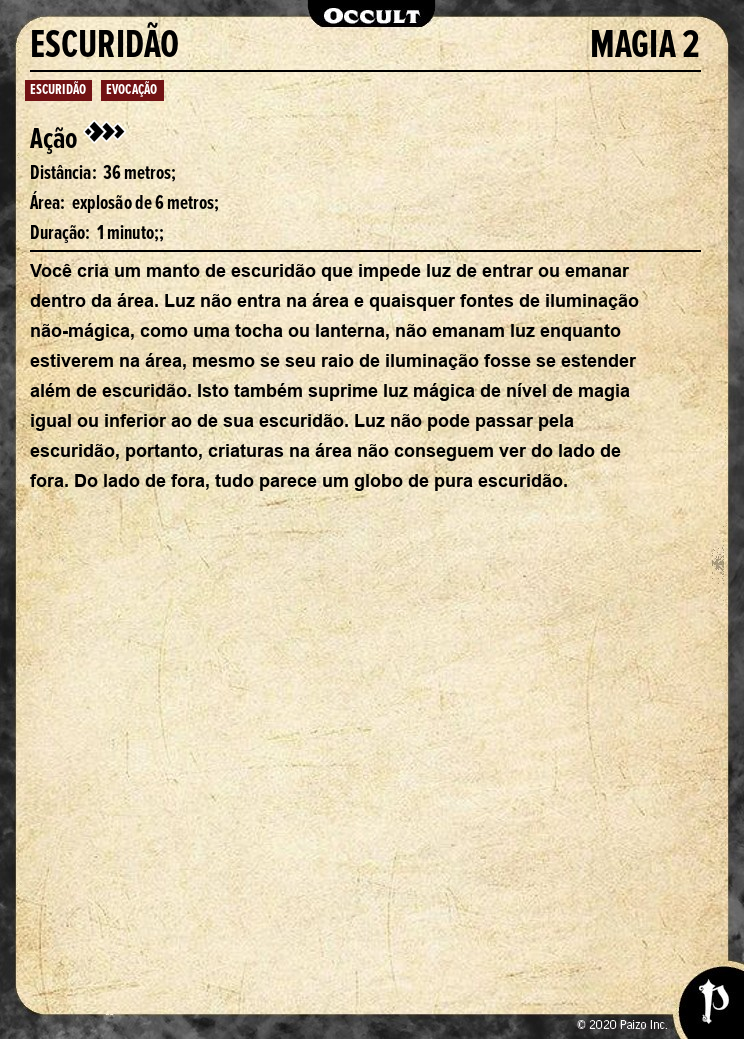 Occult
ESCURIDÃO MAGIA 2
ESCURIDÃO EVOCAÇÃO
Ação
Distância: 36 metros;
Área: explosão de 6 metros;
Duração: 1 minuto;;
Você cria um manto de escuridão que impede luz de entrar ou emanar
dentro da área. Luz não entra na área e quaisquer fontes de iluminação
não-mágica, como uma tocha ou lanterna, não emanam luz enquanto
estiverem na área, mesmo se seu raio de iluminação fosse se estender
além de escuridão. Isto também suprime luz mágica de nível de magia
igual ou inferior ao de sua escuridão. Luz não pode passar pela
escuridão, portanto, criaturas na área não conseguem ver do lado de
fora. Do lado de fora, tudo parece um globo de pura escuridão.
© 2020 Paizo Inc.
P